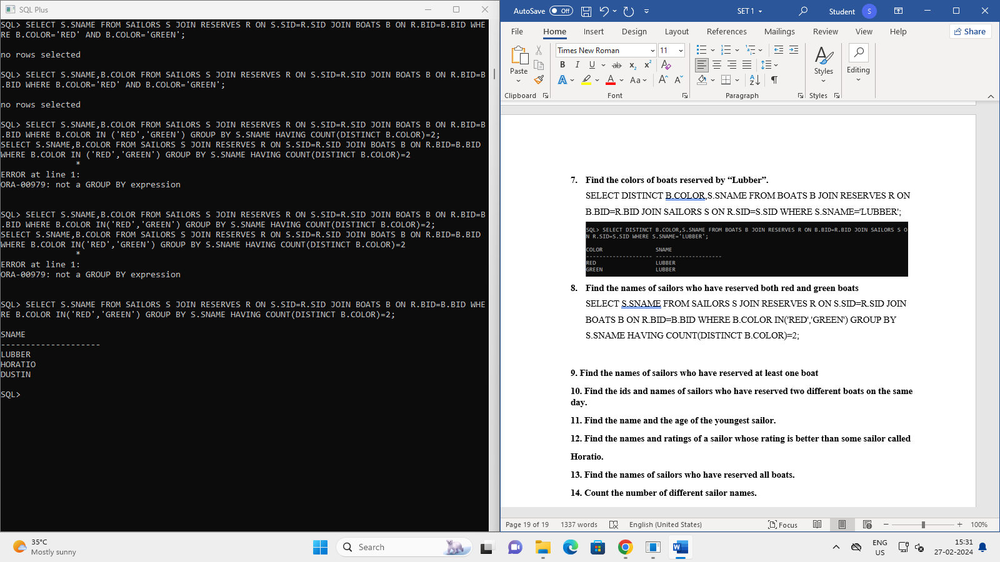 SQL Plus
SQL> SELECT S.SNAME FROM SAILORS S JOIN RESERVES R ON S.SID=R.SID JOIN BOATS B ON R.BID=B.BID WHE
RE B.COLOR='RED' AND B.COLOR='GREEN';
no rows selected
SQL> SELECT S.SNAME,B.COLOR FROM SAILORS S JOIN RESERVES R ON S.SID=R.SID JOIN BOATS B ON R.BID=B
.BID WHERE B.COLOR='RED' AND B.COLOR='GREEN';
no rows selected
SQL> SELECT S.SNAME,B.COLOR FROM SAILORS S JOIN RESERVES R ON S.SID=R.SID JOIN BOATS B ON R.BID=B
.BID WHERE B.COLOR IN ('RED','GREEN') GROUP BY S.SNAME HAVING COUNT(DISTINCT B.COLOR)=2;
SELECT S.SNAME,B.COLOR FROM SAILORS S JOIN RESERVES R ON S.SID=R.SID JOIN BOATS B ON R.BID=B.BID
WHERE B.COLOR IN ('RED','GREEN') GROUP BY S.SNAME HAVING COUNT(DISTINCT B.COLOR)=2
*
ERROR at line 1:
ORA-00979: not a GROUP BY expression
SQL> SELECT S.SNAME,B.COLOR FROM SAILORS S JOIN RESERVES R ON S.SID=R.SID JOIN BOATS B ON R.BID=B
.BID WHERE B.COLOR IN('RED','GREEN') GROUP BY S.SNAME HAVING COUNT(DISTINCT B.COLOR)=2;
SELECT S.SNAME,B.COLOR FROM SAILORS S JOIN RESERVES R ON S.SID=R.SID JOIN BOATS B ON R.BID=B.BID
WHERE B.COLOR IN('RED','GREEN') GROUP BY S.SNAME HAVING COUNT(DISTINCT B.COLOR)=2
*
ERROR at line 1:
ORA-00979: not a GROUP BY expression
SQL> SELECT S.SNAME FROM SAILORS S JOIN RESERVES R ON S.SID=R.SID JOIN BOATS B ON R.BID=B.BID WHE
RE B.COLOR IN('RED','GREEN') GROUP BY S.SNAME HAVING COUNT(DISTINCT B.COLOR)=2;
SNAME
--------------------
LUBBER
HORATIO
DUSTIN
SQL>
AutoSave Off SET 1 Student S
File Home Insert Design Layout References Mailings Review View Help Share
Times New Roman 11
Paste Styles Editing
Clipboard Font Paragraph Styles
7. Find the colors of boats reserved by “Lubber”.
SELECT DISTINCT B.COLOR,S.SNAME FROM BOATS B JOIN RESERVES R ON
B.BID=R.BID JOIN SAILORS S ON R.SID=S.SID WHERE S.SNAME='LUBBER';
SQL> SELECT DISTINCT B.COLOR,S.SNAME FROM BOATS B JOIN RESERVES R ON B.BID=R.BID JOIN SAILORS S O
N R.SID=S.SID WHERE S.SNAME='LUBBER';
COLOR SNAME
-------------------- --------------------
RED LUBBER
GREEN LUBBER
8. Find the names of sailors who have reserved both red and green boats
SELECT S.SNAME FROM SAILORS S JOIN RESERVES R ON S.SID=R.SID JOIN
BOATS B ON R.BID=B.BID WHERE B.COLOR IN('RED','GREEN') GROUP BY
S.SNAME HAVING COUNT(DISTINCT B.COLOR)=2;
9. Find the names of sailors who have reserved at least one boat
10. Find the ids and names of sailors who have reserved two different boats on the same
day.
11. Find the name and the age of the youngest sailor.
12. Find the names and ratings of a sailor whose rating is better than some sailor called
Horatio.
13. Find the names of sailors who have reserved all boats.
14. Count the number of different sailor names.
Page 19 of 19 1337 words English (United States) Focus 100%
35°C
Mostly sunny
Search
ENG
US
15:31
27-02-2024